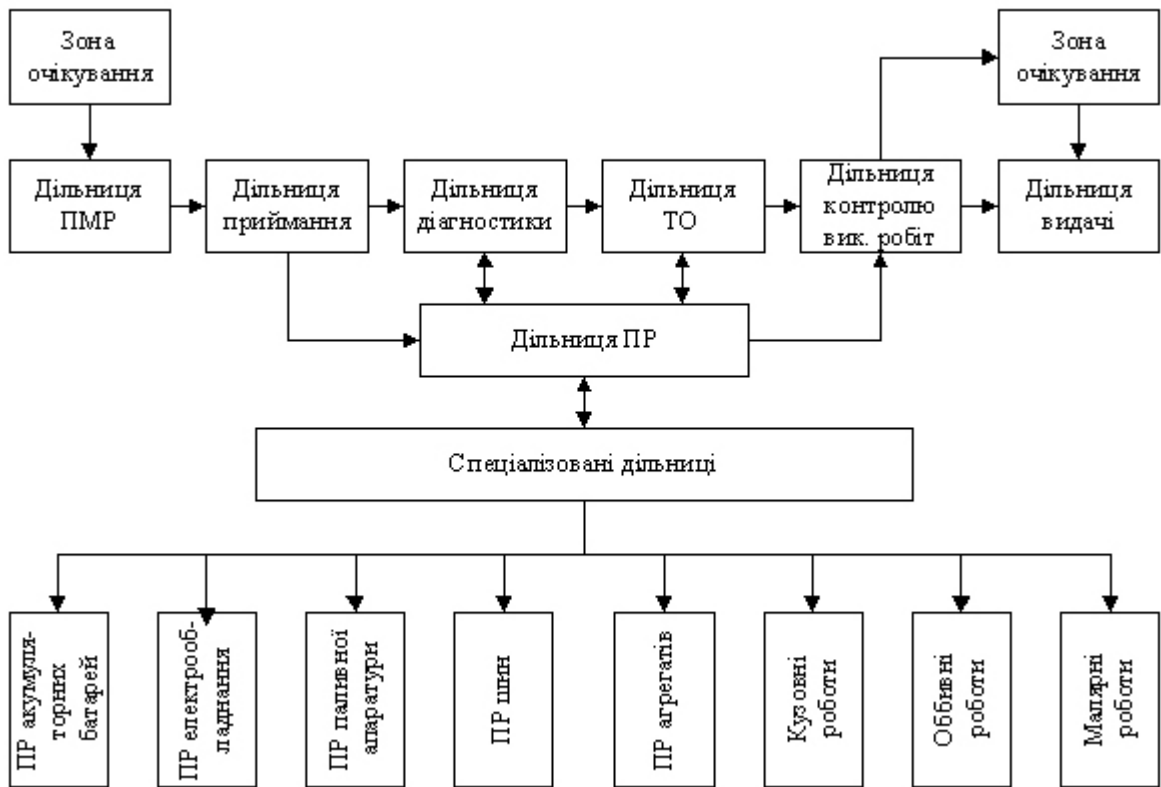 Зона
очікування
Зона
очікування
Дільниця
ПМР
Дільниця
приймання
Дільниця
діагностики
Дільниця
ТО
Дільниця
контролю
вик. робіт
Дільниця
видачі
Дільниця ПР
Спеціалізовані дільниці
ПР акумуля-
торних
батарей
ПР електрооб-
ладнання
ПР паливної
апаратури
ПР шин
ПР агрегатів
Кузовні
роботи
Оббивні
роботи
Малярні
роботи